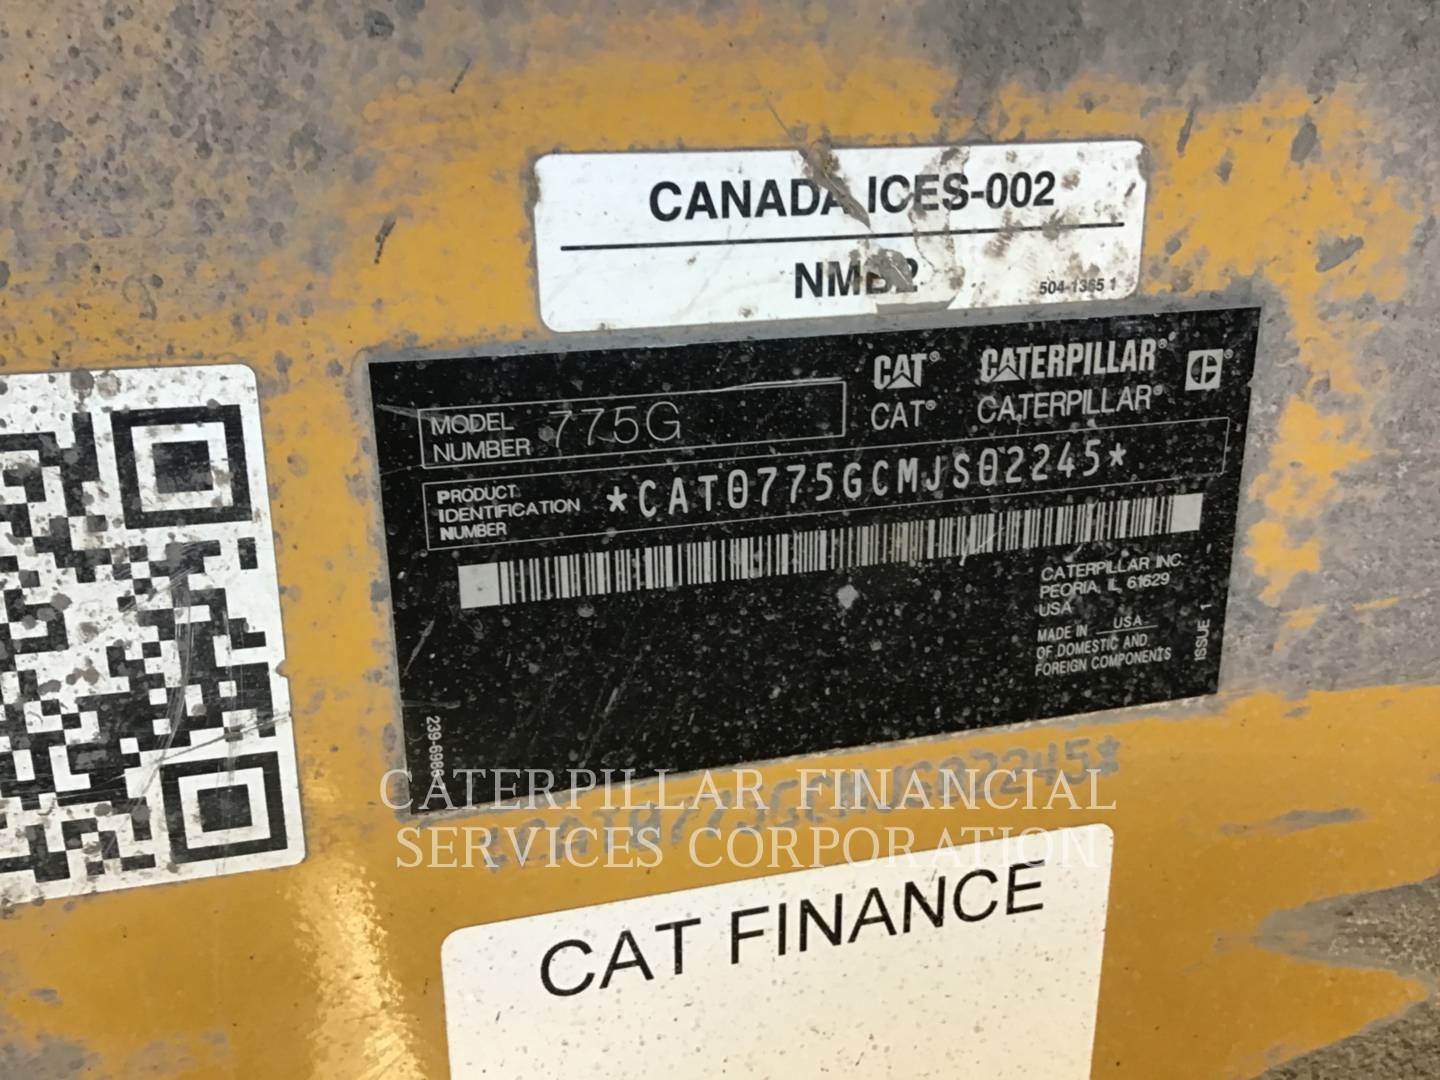 CANADA ICES-002
NMB2
504-1365 1
CAT® CATERPILLAR®
CAT® CATERPILLAR®
MODEL NUMBER 775G
PRODUCT IDENTIFICATION NUMBER *CAT0775GCMJS02245*
CATERPILLAR INC.
PEORIA, IL 61629
USA
MADE IN USA
OF DOMESTIC AND
FOREIGN COMPONENTS
ISSUE 1
CATERPILLAR FINANCIAL
SERVICES CORPORATION
CAT FINANCE